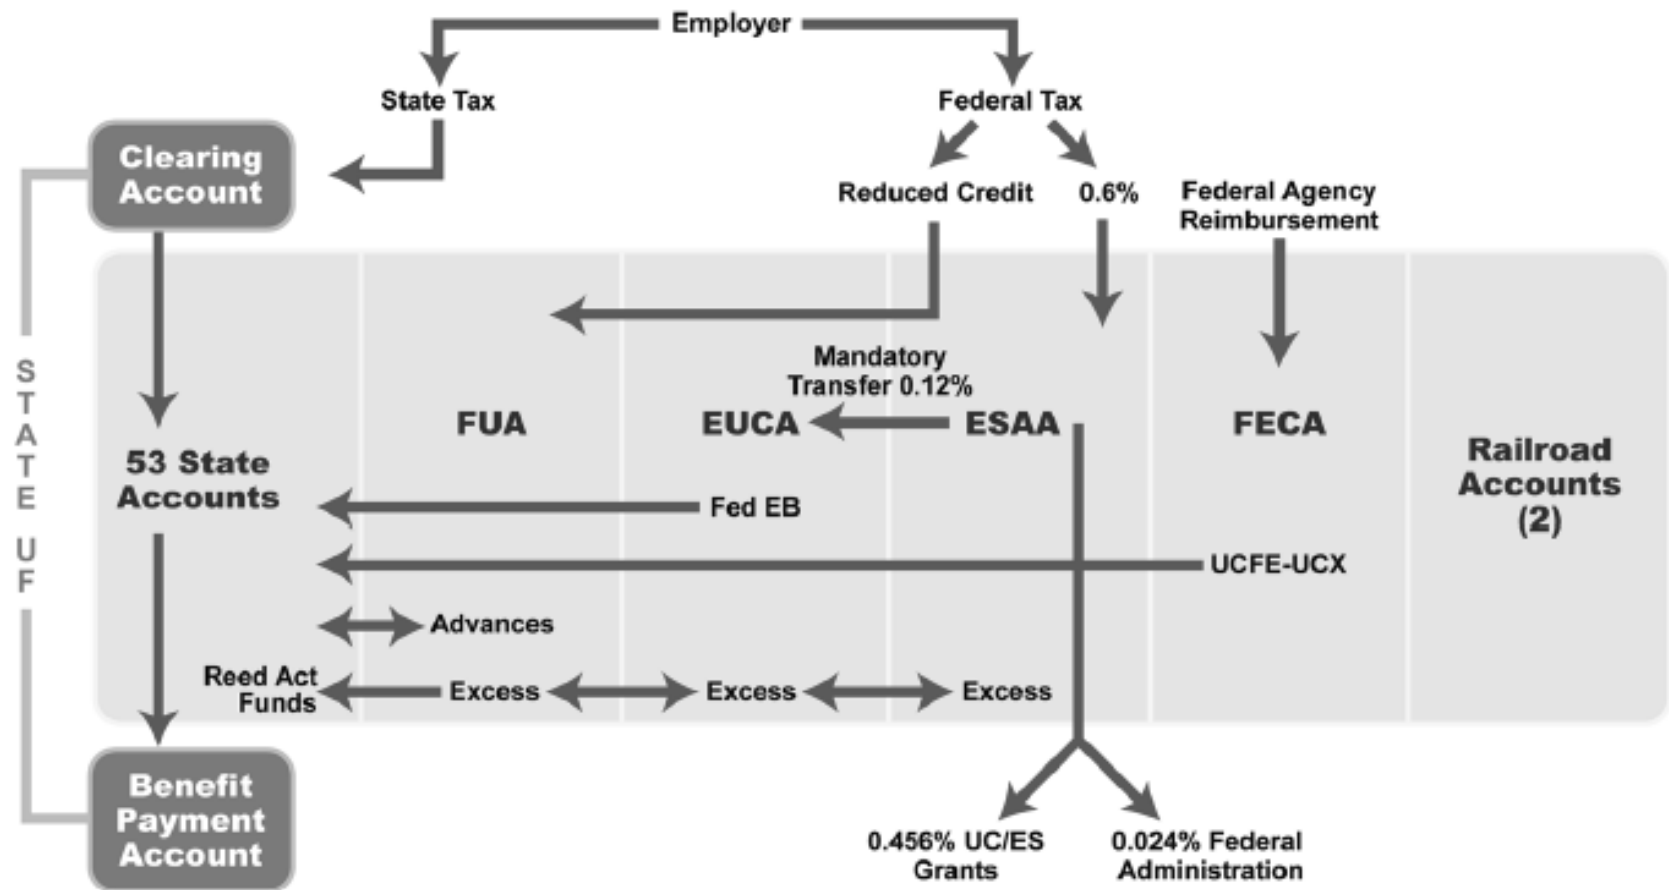 Employer
State Tax
Federal Tax
Clearing
Account
Reduced Credit
0.6%
Federal Agency
Reimbursement
Mandatory
Transfer 0.12%
FUA
EUCA
ESAA
FECA
53 State
Accounts
Railroad
Accounts
(2)
STATE UF
Fed EB
UCFE-UCX
Advances
Reed Act
Funds
Excess
Excess
Excess
Benefit
Payment
Account
0.456% UC/ES
Grants
0.024% Federal
Administration